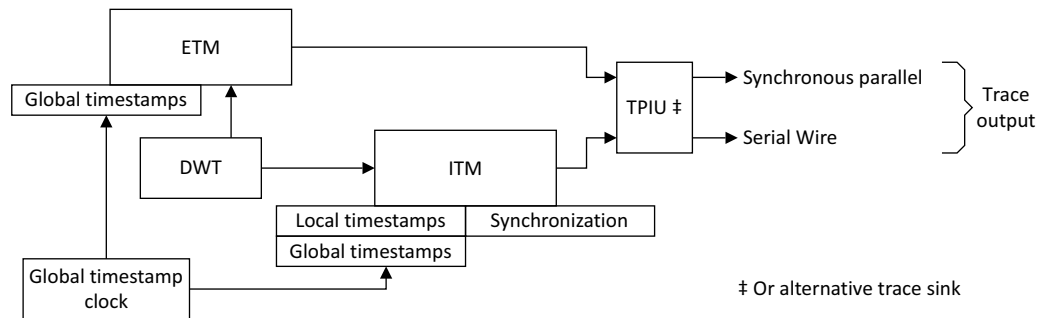 ETM
Global timestamps
TPIU ‡
Synchronous parallel
Serial Wire
Trace
output
DWT
ITM
Local timestamps
Synchronization
Global timestamps
Global timestamp
clock
‡ Or alternative trace sink